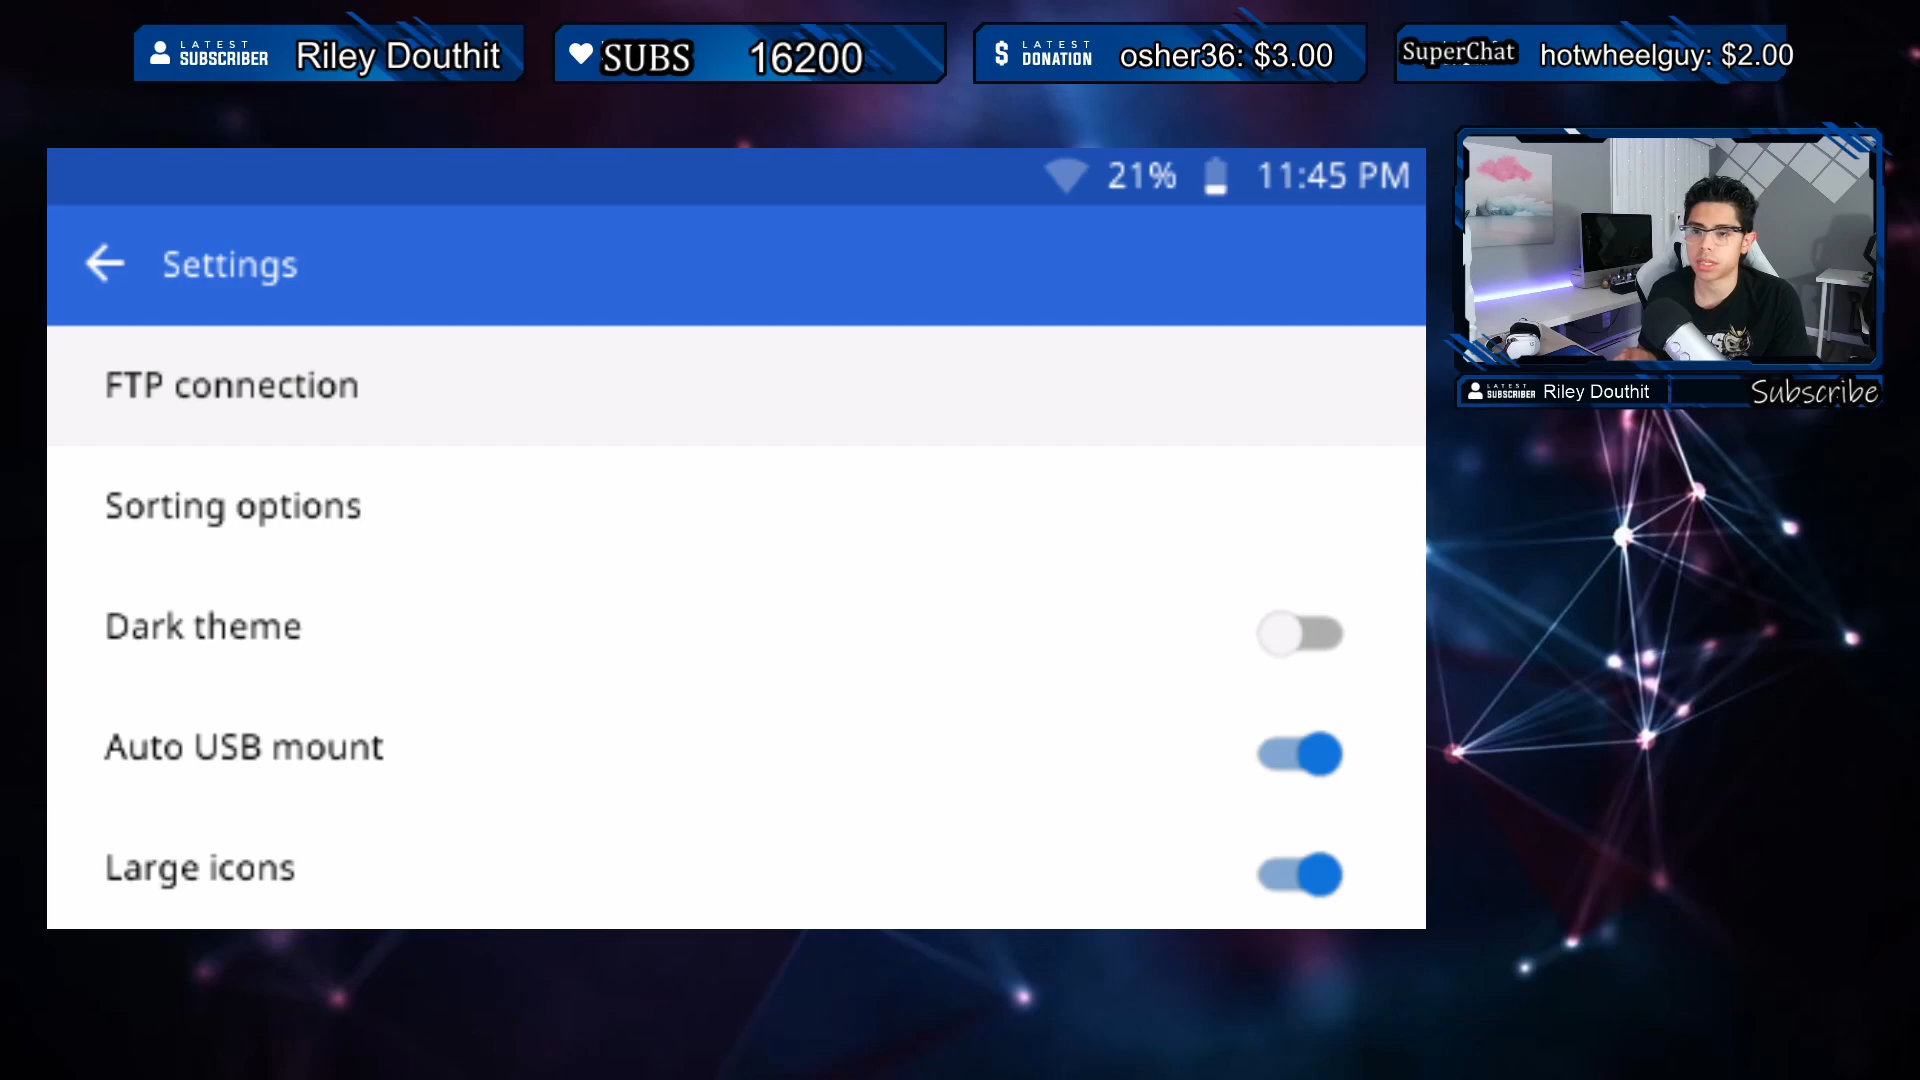 LATEST
SUBSCRIBER
Riley Douthit
SUBS
16200
LATEST
DONATION
osher36: $3.00
SuperChat
hotwheelguy: $2.00
21%
11:45 PM
Settings
FTP connection
Sorting options
Dark theme
Auto USB mount
Large icons
LATEST
SUBSCRIBER
Riley Douthit
Subscribe